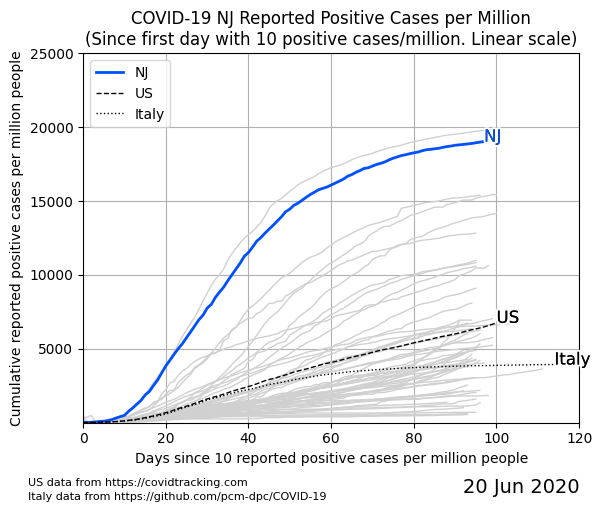 COVID-19 NJ Reported Positive Cases per Million
(Since first day with 10 positive cases/million. Linear scale)
Cumulative reported positive cases per million people
25000
20000
15000
10000
5000
NJ
US
Italy
NJ
US
Italy
0 20 40 60 80 100 120
Days since 10 reported positive cases per million people
US data from https://covidtracking.com
Italy data from https://github.com/pcm-dpc/COVID-19
20 Jun 2020